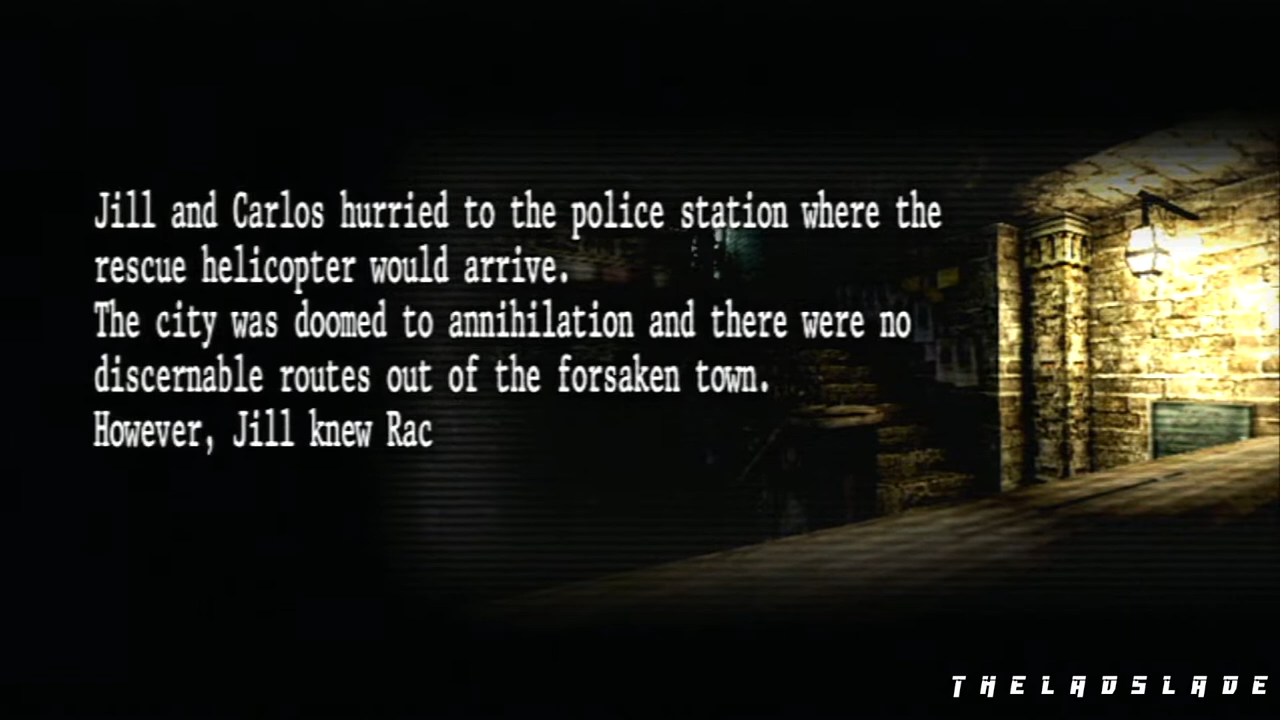 Jill and Carlos hurried to the police station where the
rescue helicopter would arrive.
The city was doomed to annihilation and there were no
discernable routes out of the forsaken town.
However, Jill knew Rac
THELADSLADE